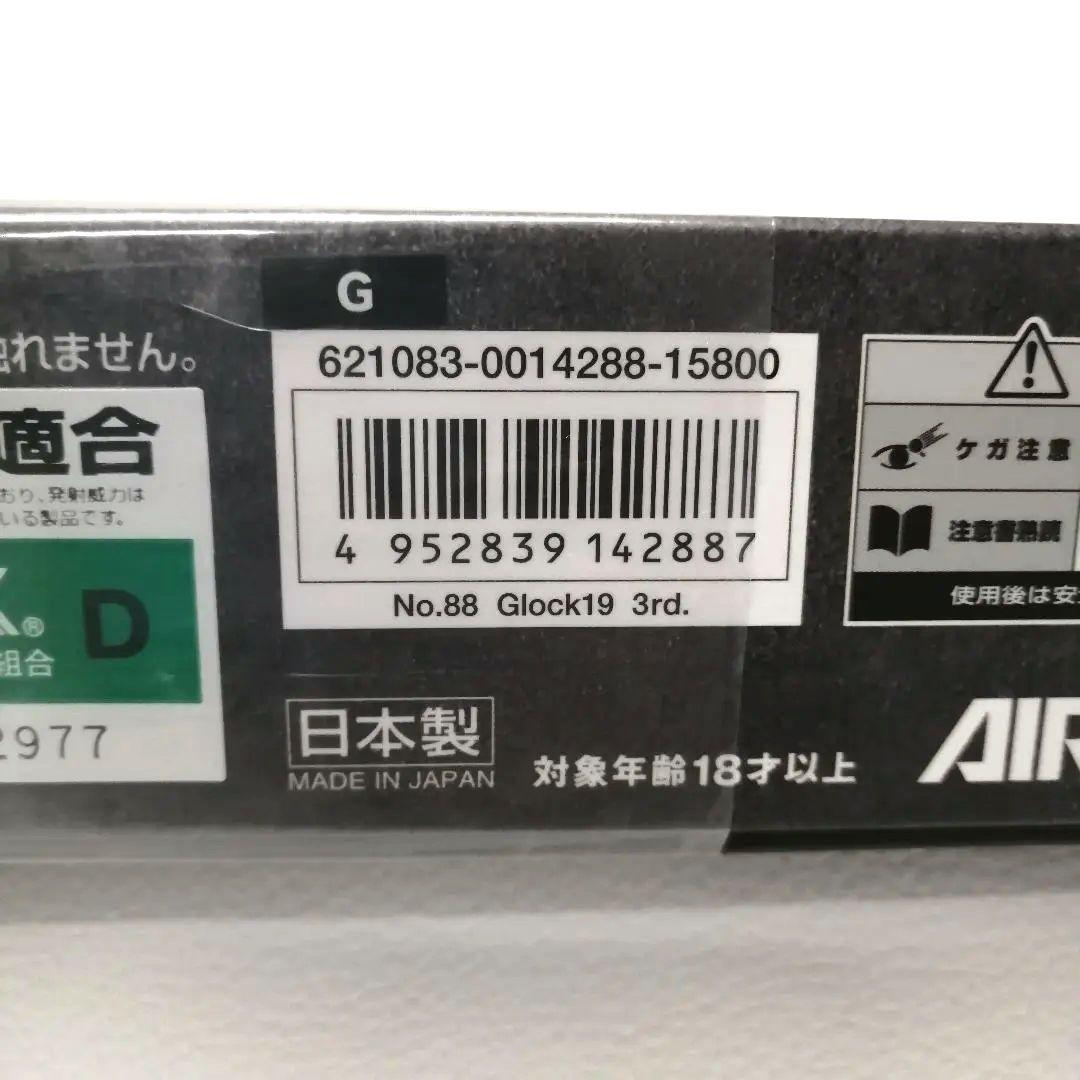 G
触れません。
621083-0014288-15800
適合
おり、発射威力は
いる製品です。
D
®
組合
2977
4 952839 142887
No.88 Glock19 3rd.
日本製
MADE IN JAPAN
対象年齢18才以上
ケガ注意
注意書熟読
使用後は安
AIR